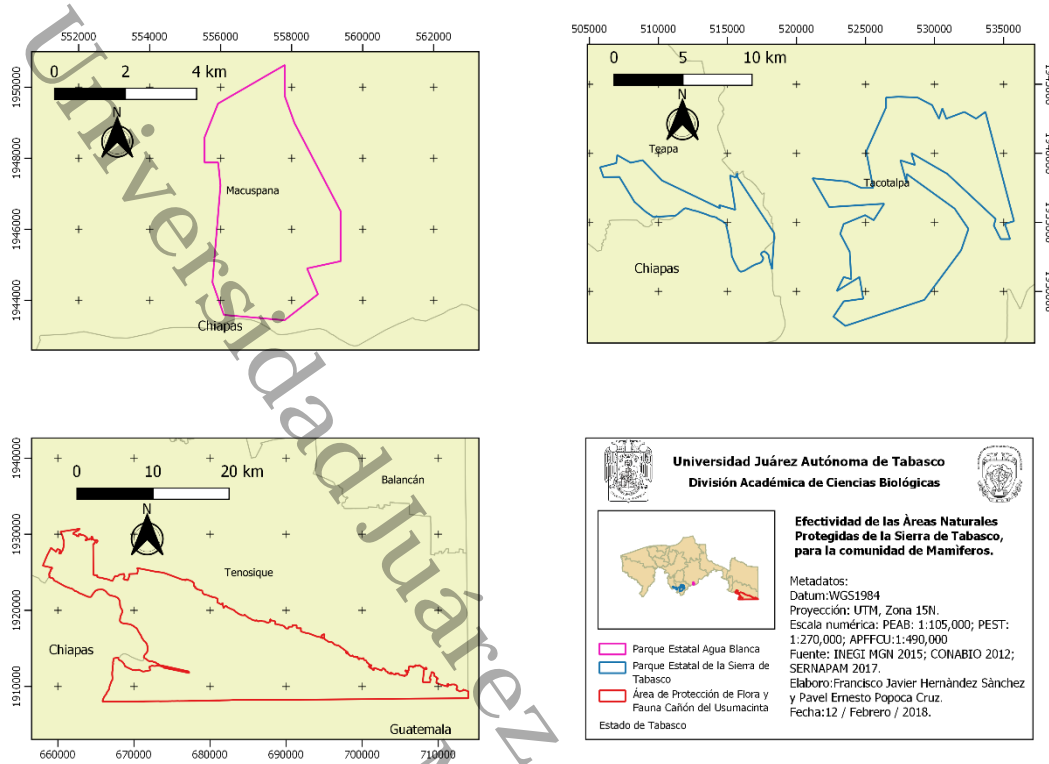 552000 554000 556000 558000 560000 562000
0 2 4 km
N
1950000
1948000
1946000
1944000
Macuspana
Chiapas
505000 510000 515000 520000 525000 530000 535000
0 5 10 km
N
Teapa
Tacotalpa
Chiapas
1945000
1940000
1935000
1930000
0 10 20 km
N
1940000
1930000
1920000
1910000
Balancán
Tenosique
Chiapas
Guatemala
660000 670000 680000 690000 700000 710000
Universidad Juárez Autónoma de Tabasco
División Académica de Ciencias Biológicas
Efectividad de las Àreas Naturales
Protegidas de la Sierra de Tabasco,
para la comunidad de Mamìferos.
Metadatos:
Datum:WGS1984
Proyección: UTM, Zona 15N.
Escala numérica: PEAB: 1:105,000; PEST:
1:270,000; APFFCU:1:490,000
Fuente: INEGI MGN 2015; CONABIO 2012;
SERNAPAM 2017.
Elaboro:Francisco Javier Hernàndez Sànchez
y Pavel Ernesto Popoca Cruz.
Fecha:12 / Febrero / 2018.
Parque Estatal Agua Blanca
Parque Estatal de la Sierra de
Tabasco
Área de Protección de Flora y
Fauna Cañón del Usumacinta
Estado de Tabasco
Universidad Juárez